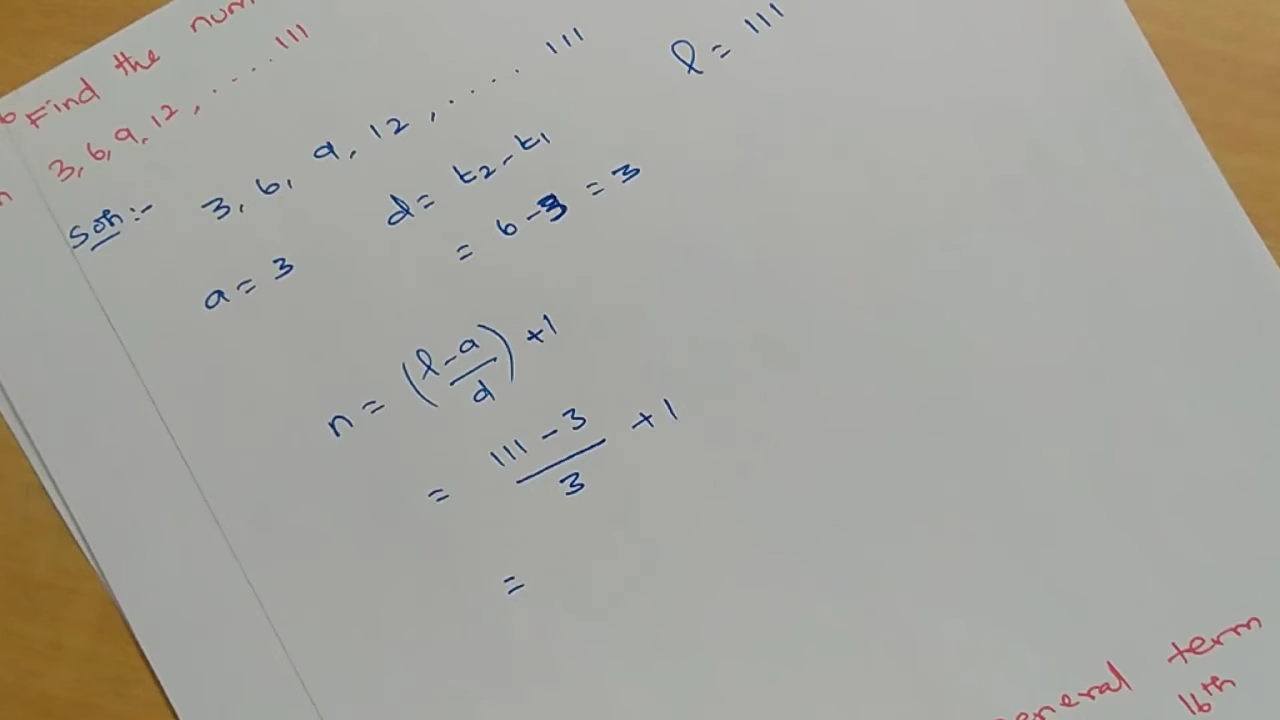 Find the num
3, 6, 9, 12, ..... 111
Soln:- 3, 6, 9, 12, ..... 111 l = 111
a = 3 d = t2 - t1
= 6 - 3 = 3
n = (l - a / d) + 1
= 111 - 3 / 3 + 1
=
eneral term
16th